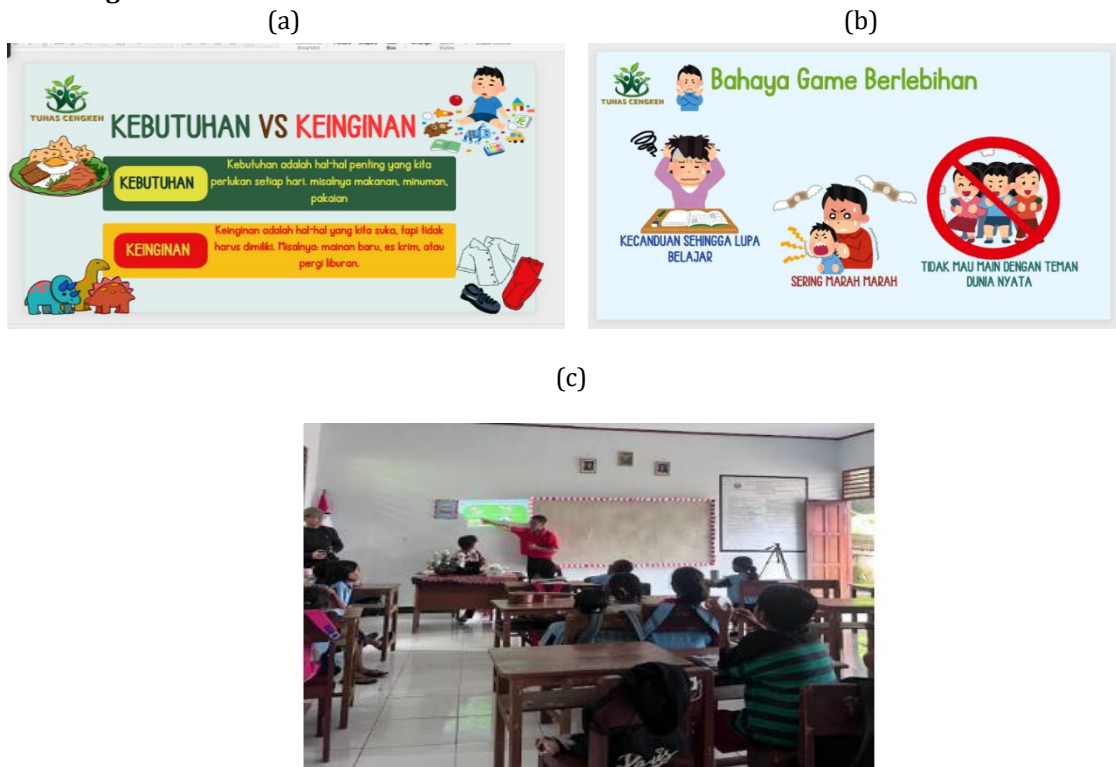 (a)
(b)
TUNAS CENGKEH
KEBUTUHAN VS KEINGINAN
KEBUTUHAN
Kebutuhan adalah hal-hal penting yang kita
perlukan setiap hari. misalnya makanan, minuman,
pakaian
KEINGINAN
Keinginan adalah hal-hal yang kita suka, tapi tidak
harus dimiliki. Misalnya: mainan baru, es krim, atau
pergi liburan.
TUNAS CENGKEH
Bahaya Game Berlebihan
KECANDUAN SEHINGGA LUPA
BELAJAR
SERING MARAH MARAH
TIDAK MAU MAIN DENGAN TEMAN
DUNIA NYATA
(c)